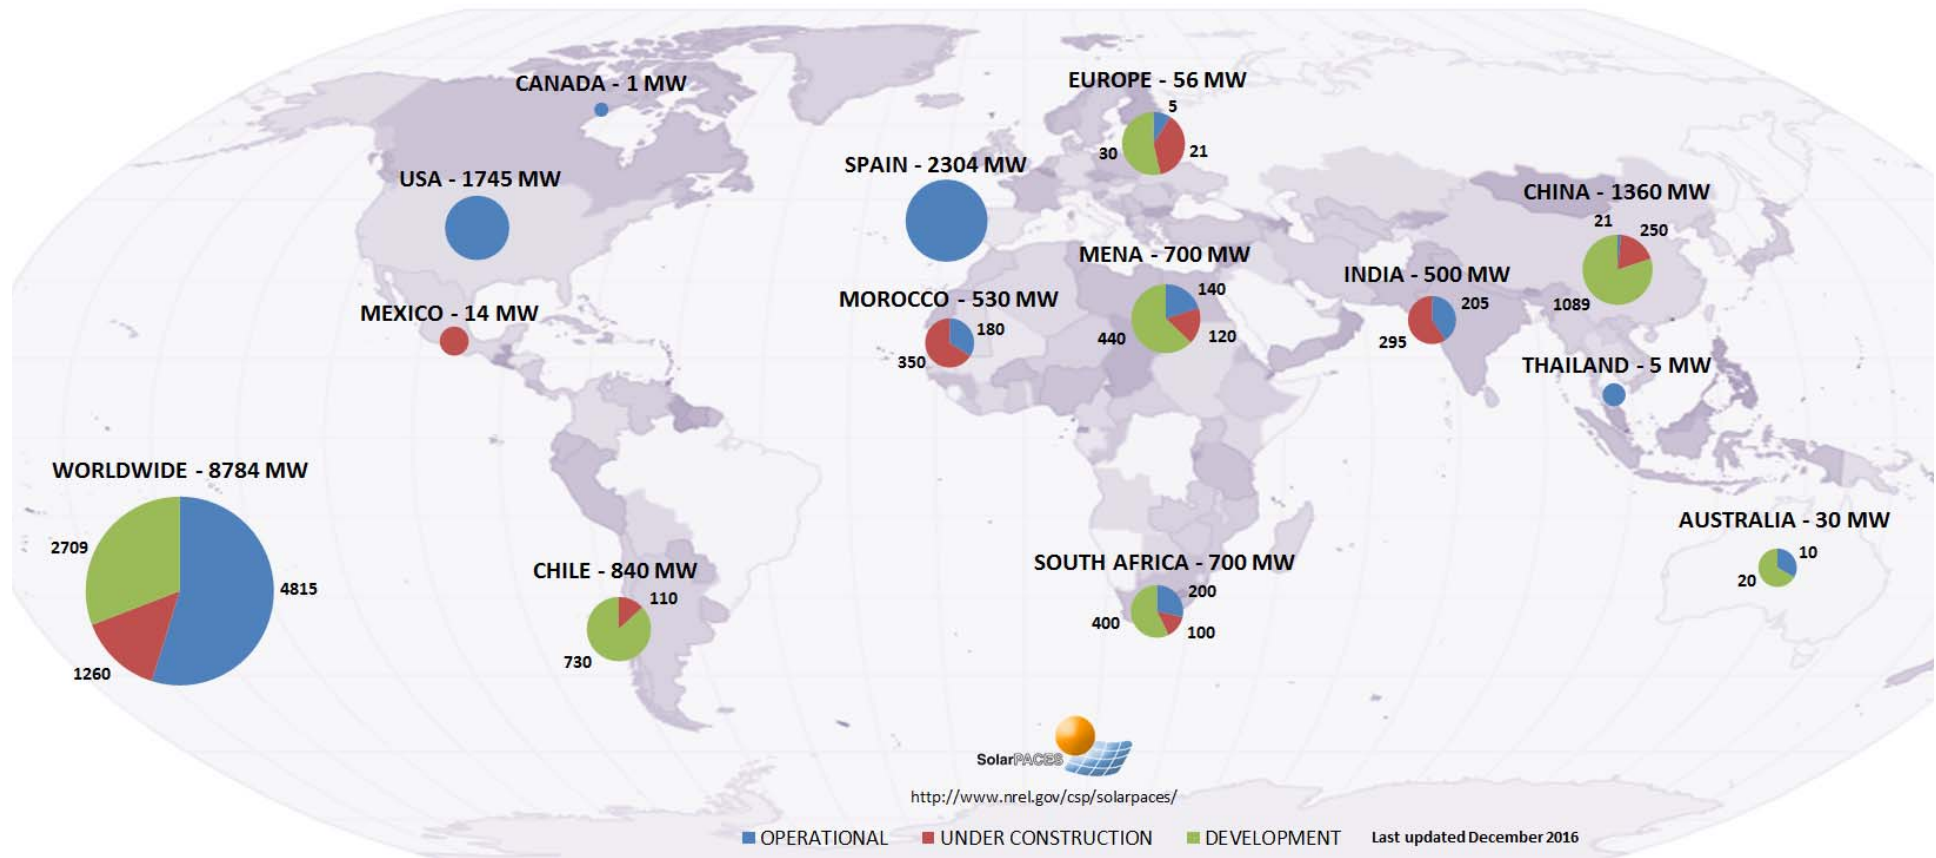 CANADA - 1 MW
EUROPE - 56 MW
5
30
21
USA - 1745 MW
SPAIN - 2304 MW
CHINA - 1360 MW
21
250
1089
MENA - 700 MW
140
440
120
INDIA - 500 MW
205
295
MEXICO - 14 MW
MOROCCO - 530 MW
180
350
THAILAND - 5 MW
WORLDWIDE - 8784 MW
2709
4815
1260
AUSTRALIA - 30 MW
10
20
CHILE - 840 MW
110
730
SOUTH AFRICA - 700 MW
200
400
100
SolarPACES
http://www.nrel.gov/csp/solarpaces/
OPERATIONAL UNDER CONSTRUCTION DEVELOPMENT Last updated December 2016